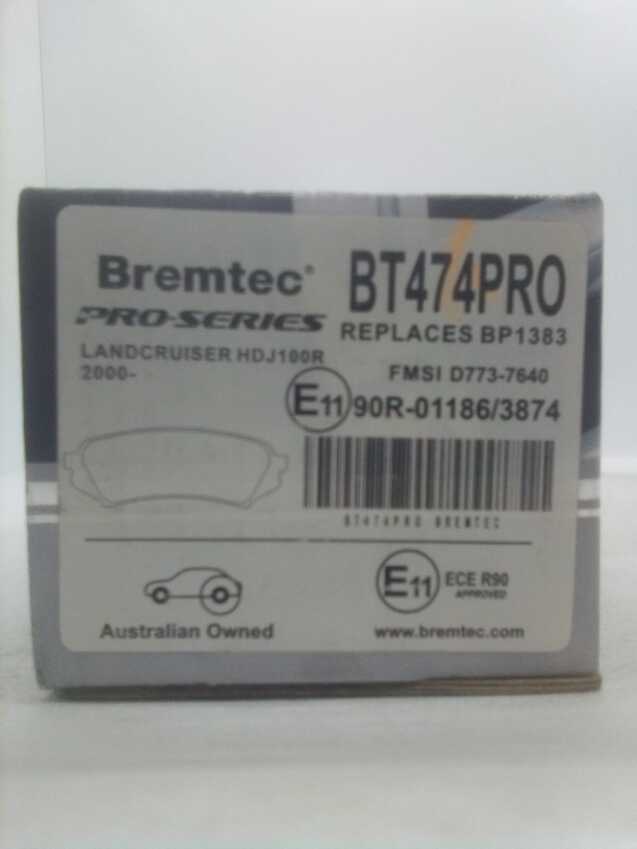 Bremtec®
PRO-SERIES
BT474PRO
REPLACES BP1383
LANDCRUISER HDJ100R
2000-
FMSI D773-7640
E11 90R-01186/3874
BT474PRO BREMTEC
Australian Owned
E11 ECE R90
APPROVED
www.bremtec.com